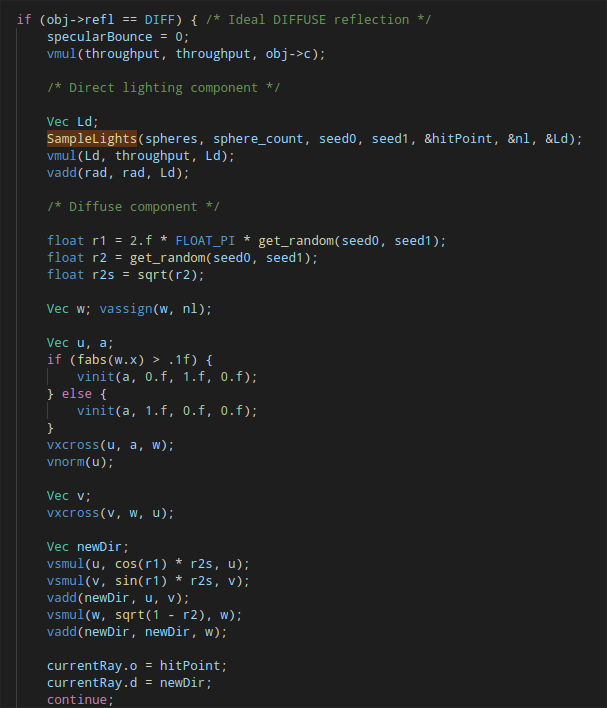 if (obj->refl == DIFF) { /* Ideal DIFFUSE reflection */
    specularBounce = 0;
    vmul(throughput, throughput, obj->c);

    /* Direct lighting component */

    Vec Ld;
    SampleLights(spheres, sphere_count, seed0, seed1, &hitPoint, &nl, &Ld);
    vmul(Ld, throughput, Ld);
    vadd(rad, rad, Ld);

    /* Diffuse component */

    float r1 = 2.f * FLOAT_PI * get_random(seed0, seed1);
    float r2 = get_random(seed0, seed1);
    float r2s = sqrt(r2);

    Vec w; vassign(w, nl);

    Vec u, a;
    if (fabs(w.x) > .1f) {
        vinit(a, 0.f, 1.f, 0.f);
    } else {
        vinit(a, 1.f, 0.f, 0.f);
    }
    vxcross(u, a, w);
    vnorm(u);

    Vec v;
    vxcross(v, w, u);

    Vec newDir;
    vsmul(u, cos(r1) * r2s, u);
    vsmul(v, sin(r1) * r2s, v);
    vadd(newDir, u, v);
    vsmul(w, sqrt(1 - r2), w);
    vadd(newDir, newDir, w);

    currentRay.o = hitPoint;
    currentRay.d = newDir;
    continue;